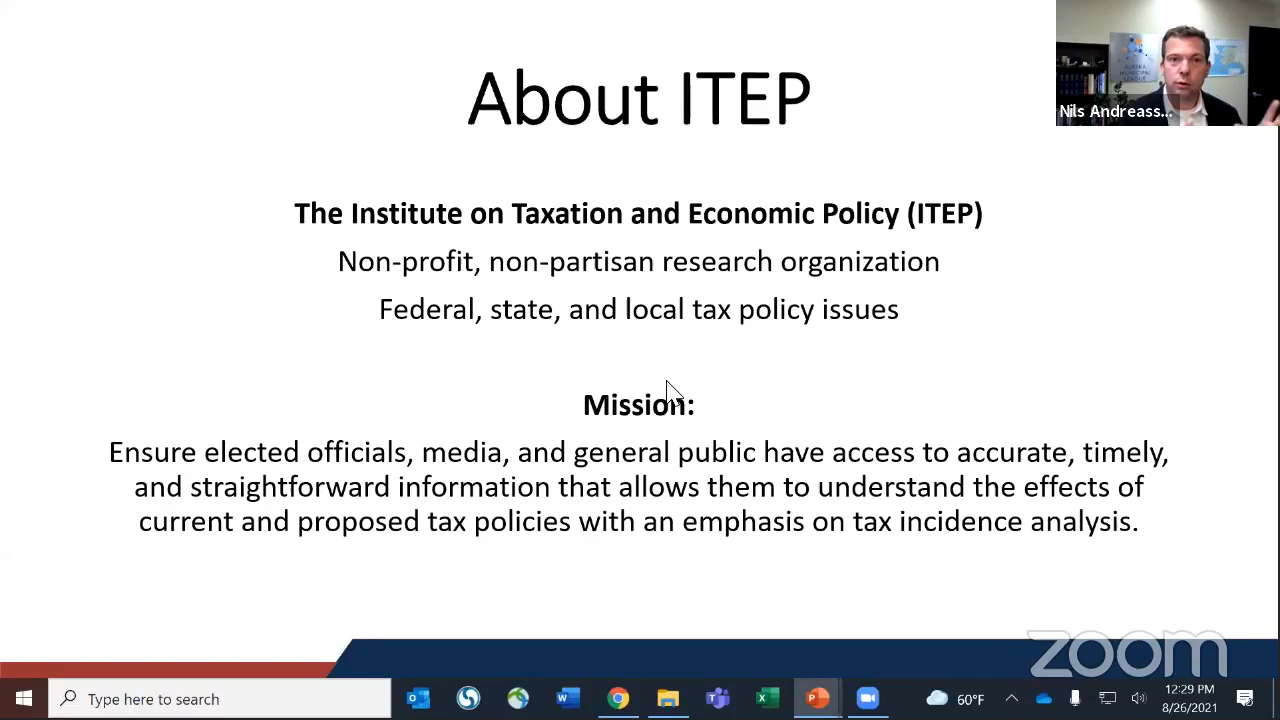 About ITEP
ALASKA
MUNICIPAL
LEAGUE
Nils Andreass...
The Institute on Taxation and Economic Policy (ITEP)
Non-profit, non-partisan research organization
Federal, state, and local tax policy issues
Mission:
Ensure elected officials, media, and general public have access to accurate, timely,
and straightforward information that allows them to understand the effects of
current and proposed tax policies with an emphasis on tax incidence analysis.
zoom
Type here to search
60°F
12:29 PM
8/26/2021